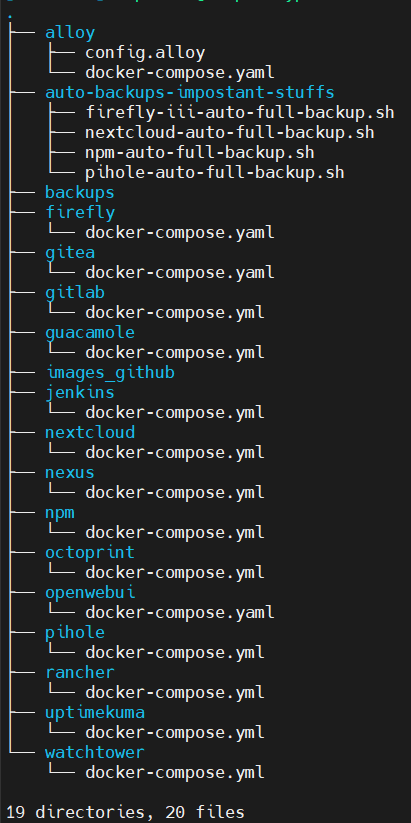 .
├── alloy
│   ├── config.alloy
│   └── docker-compose.yaml
├── auto-backups-impostant-stuffs
│   ├── firefly-iii-auto-full-backup.sh
│   ├── nextcloud-auto-full-backup.sh
│   ├── npm-auto-full-backup.sh
│   └── pihole-auto-full-backup.sh
├── backups
├── firefly
│   └── docker-compose.yaml
├── gitea
│   └── docker-compose.yaml
├── gitlab
│   └── docker-compose.yml
├── guacamole
│   └── docker-compose.yml
├── images_github
├── jenkins
│   └── docker-compose.yml
├── nextcloud
│   └── docker-compose.yml
├── nexus
│   └── docker-compose.yml
├── npm
│   └── docker-compose.yml
├── octoprint
│   └── docker-compose.yml
├── openwebui
│   └── docker-compose.yaml
├── pihole
│   └── docker-compose.yml
├── rancher
│   └── docker-compose.yml
├── uptimekuma
│   └── docker-compose.yml
└── watchtower
    └── docker-compose.yml
19 directories, 20 files